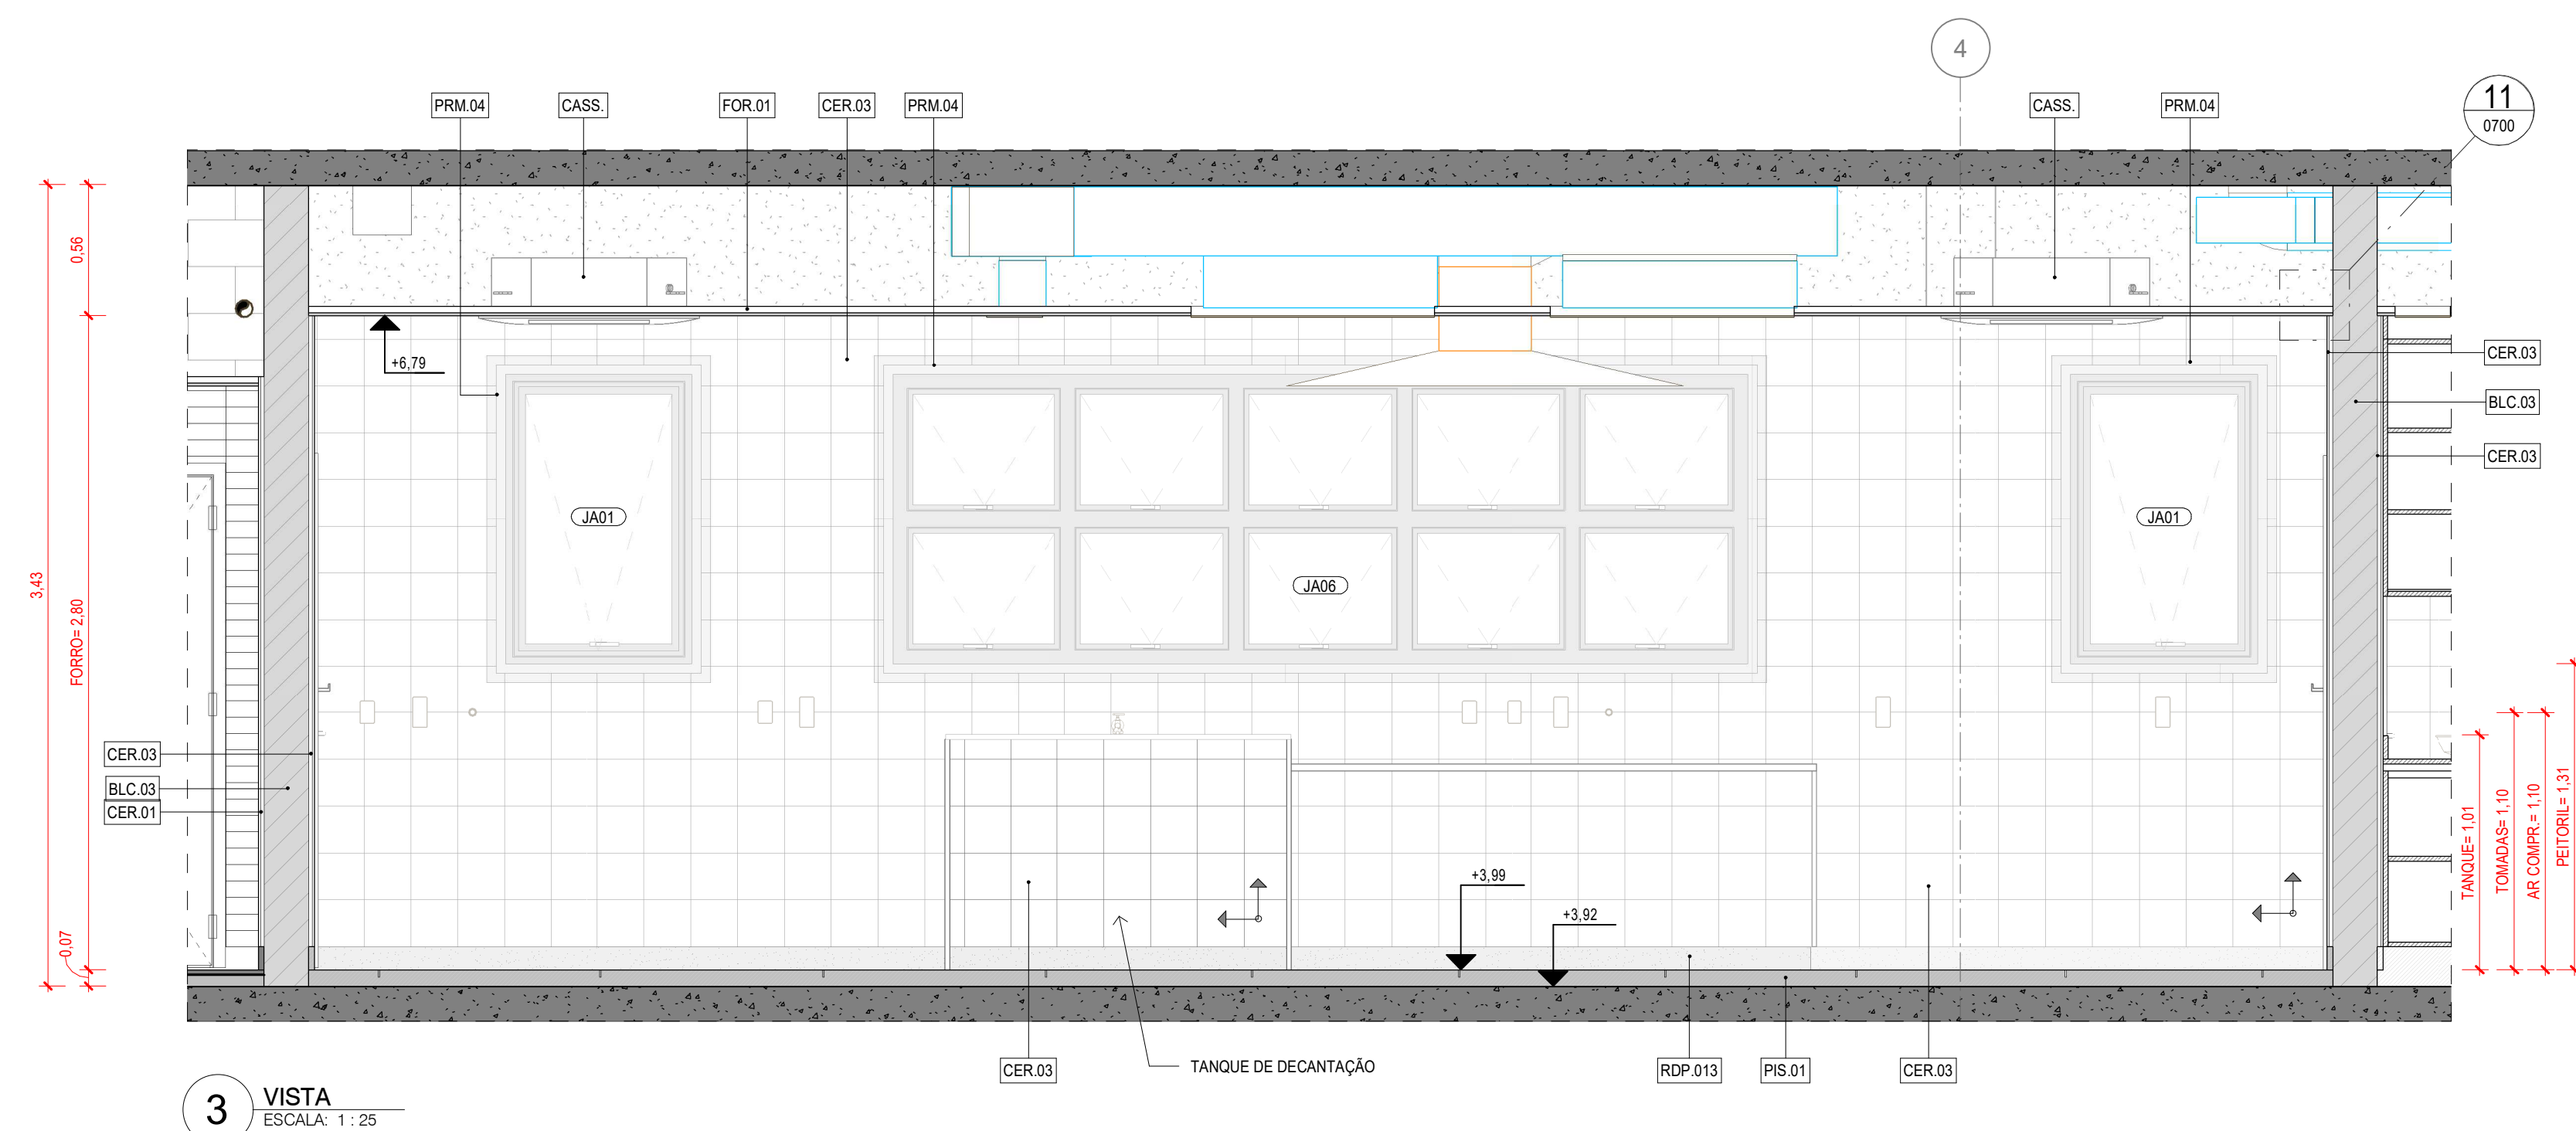 4
11
0700
PRM.04
CASS.
FOR.01
CER.03
PRM.04
CASS.
PRM.04
0,56
3,43
FORRO= 2,80
0,07
+6,79
JA01
JA06
JA01
CER.03
BLC.03
CER.03
CER.03
BLC.03
CER.01
+3,99
+3,92
TANQUE= 1,01
TOMADAS= 1,10
AR COMPR.= 1,10
PEITORIL= 1,31
CER.03
TANQUE DE DECANTAÇÃO
RDP.013
PIS.01
CER.03
3
VISTA
ESCALA: 1 : 25